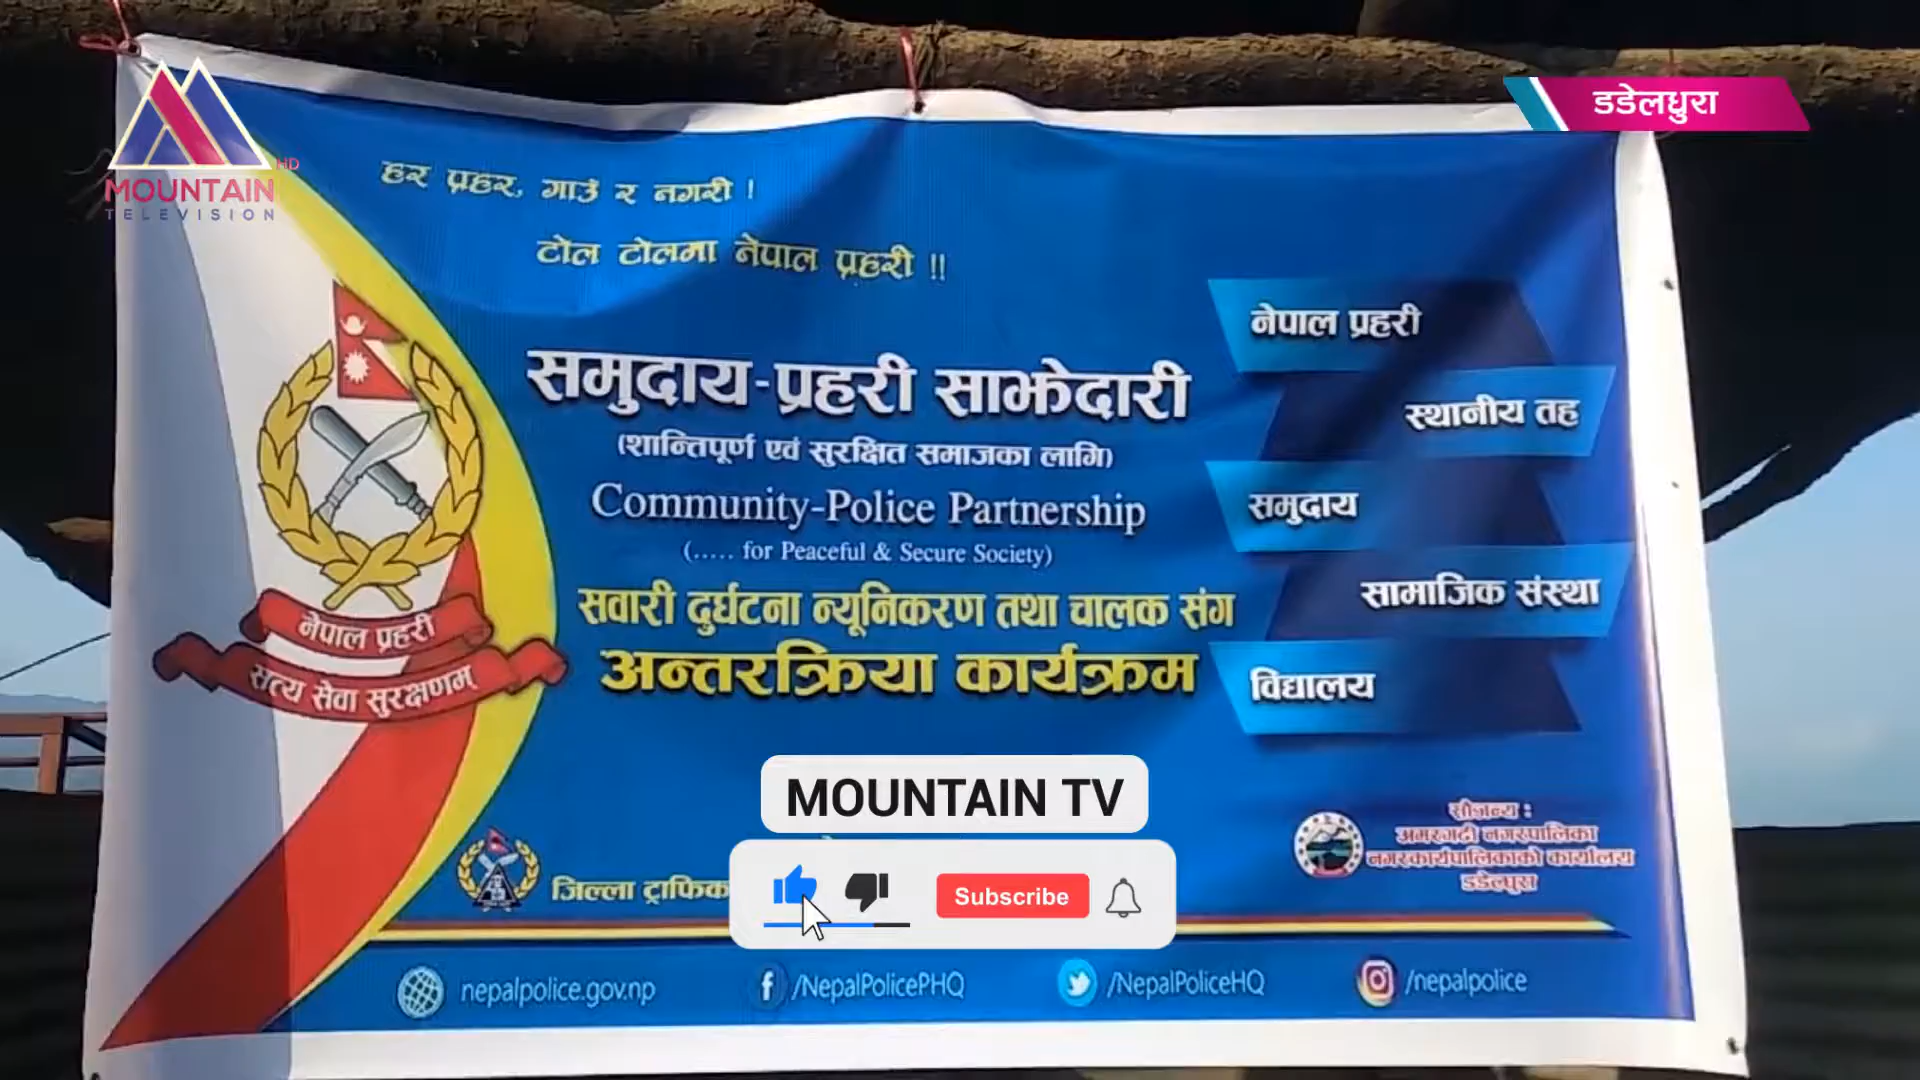 MOUNTAIN HD
TELEVISION
डडेलधुरा
हर प्रहर, गाउँ र नगरी !
टोल टोलमा नेपाल प्रहरी !!
समुदाय-प्रहरी साझेदारी
(शान्तिपूर्ण एवं सुरक्षित समाजका लागि)
Community-Police Partnership
(..... for Peaceful & Secure Society)
सवारी दुर्घटना न्यूनिकरण तथा चालक संग
अन्तरक्रिया कार्यक्रम
नेपाल प्रहरी
स्थानीय तह
समुदाय
सामाजिक संस्था
विद्यालय
नेपाल प्रहरी
सत्य सेवा सुरक्षणम्
MOUNTAIN TV
Subscribe
जिल्ला ट्राफिक
सौजन्य :
अमरगढी नगरपालिका
नगरकार्यपालिकाको कार्यालय
डडेल्धुरा
nepalpolice.gov.np
/NepalPolicePHQ
/NepalPoliceHQ
/nepalpolice